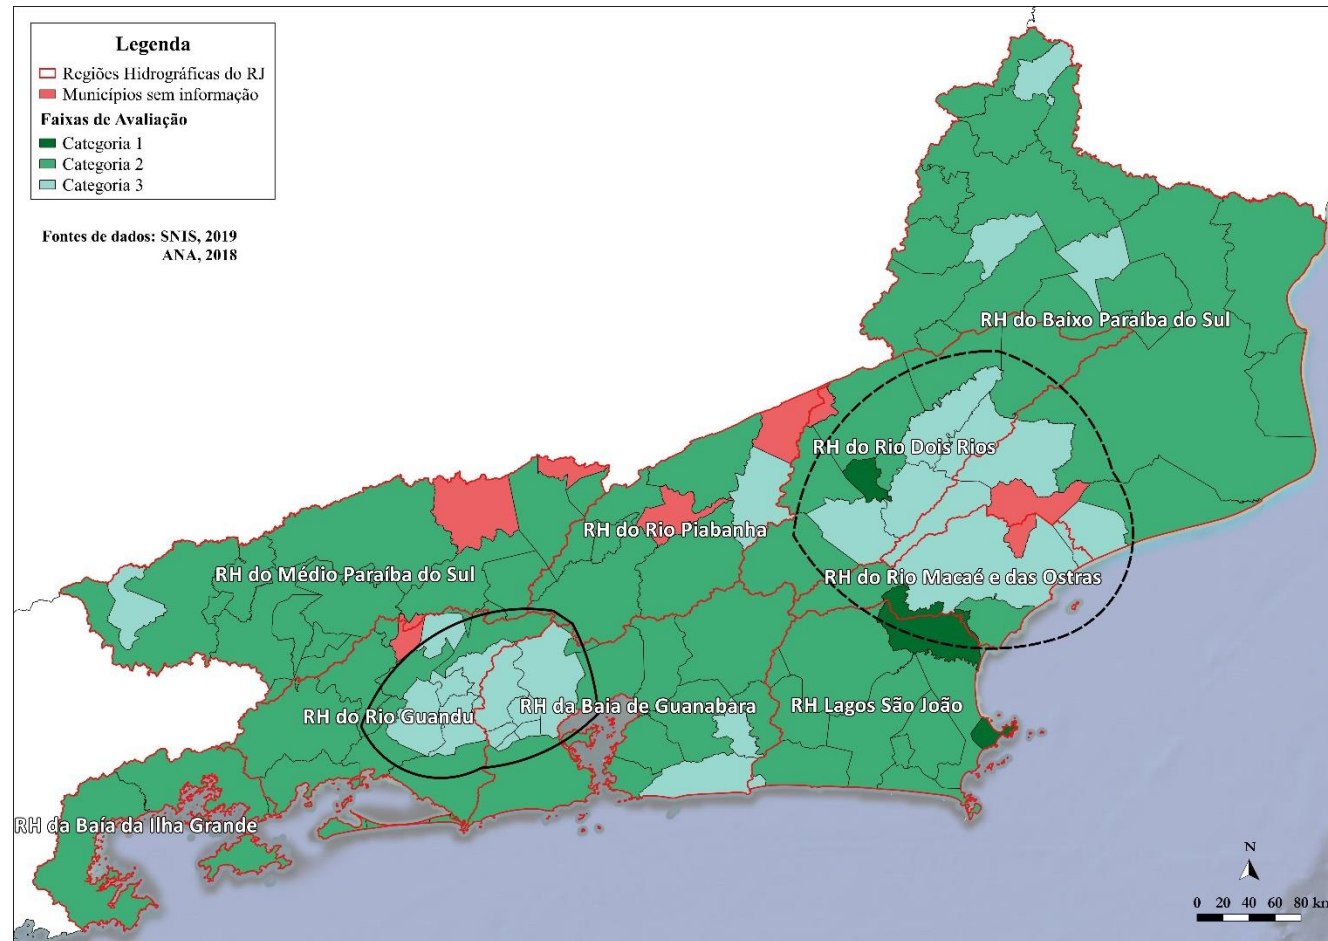 Legenda
Regiões Hidrográficas do RJ
Municípios sem informação
Faixas de Avaliação
Categoria 1
Categoria 2
Categoria 3
Fontes de dados: SNIS, 2019
ANA, 2018
RH do Baixo Paraíba do Sul
RH do Rio Dois Rios
RH do Rio Piabanha
RH do Médio Paraíba do Sul
RH do Rio Macaé e das Ostras
RH do Rio Guandu
RH da Baia de Guanabara
RH Lagos São João
RH da Baía da Ilha Grande
N
0 20 40 60 80 km